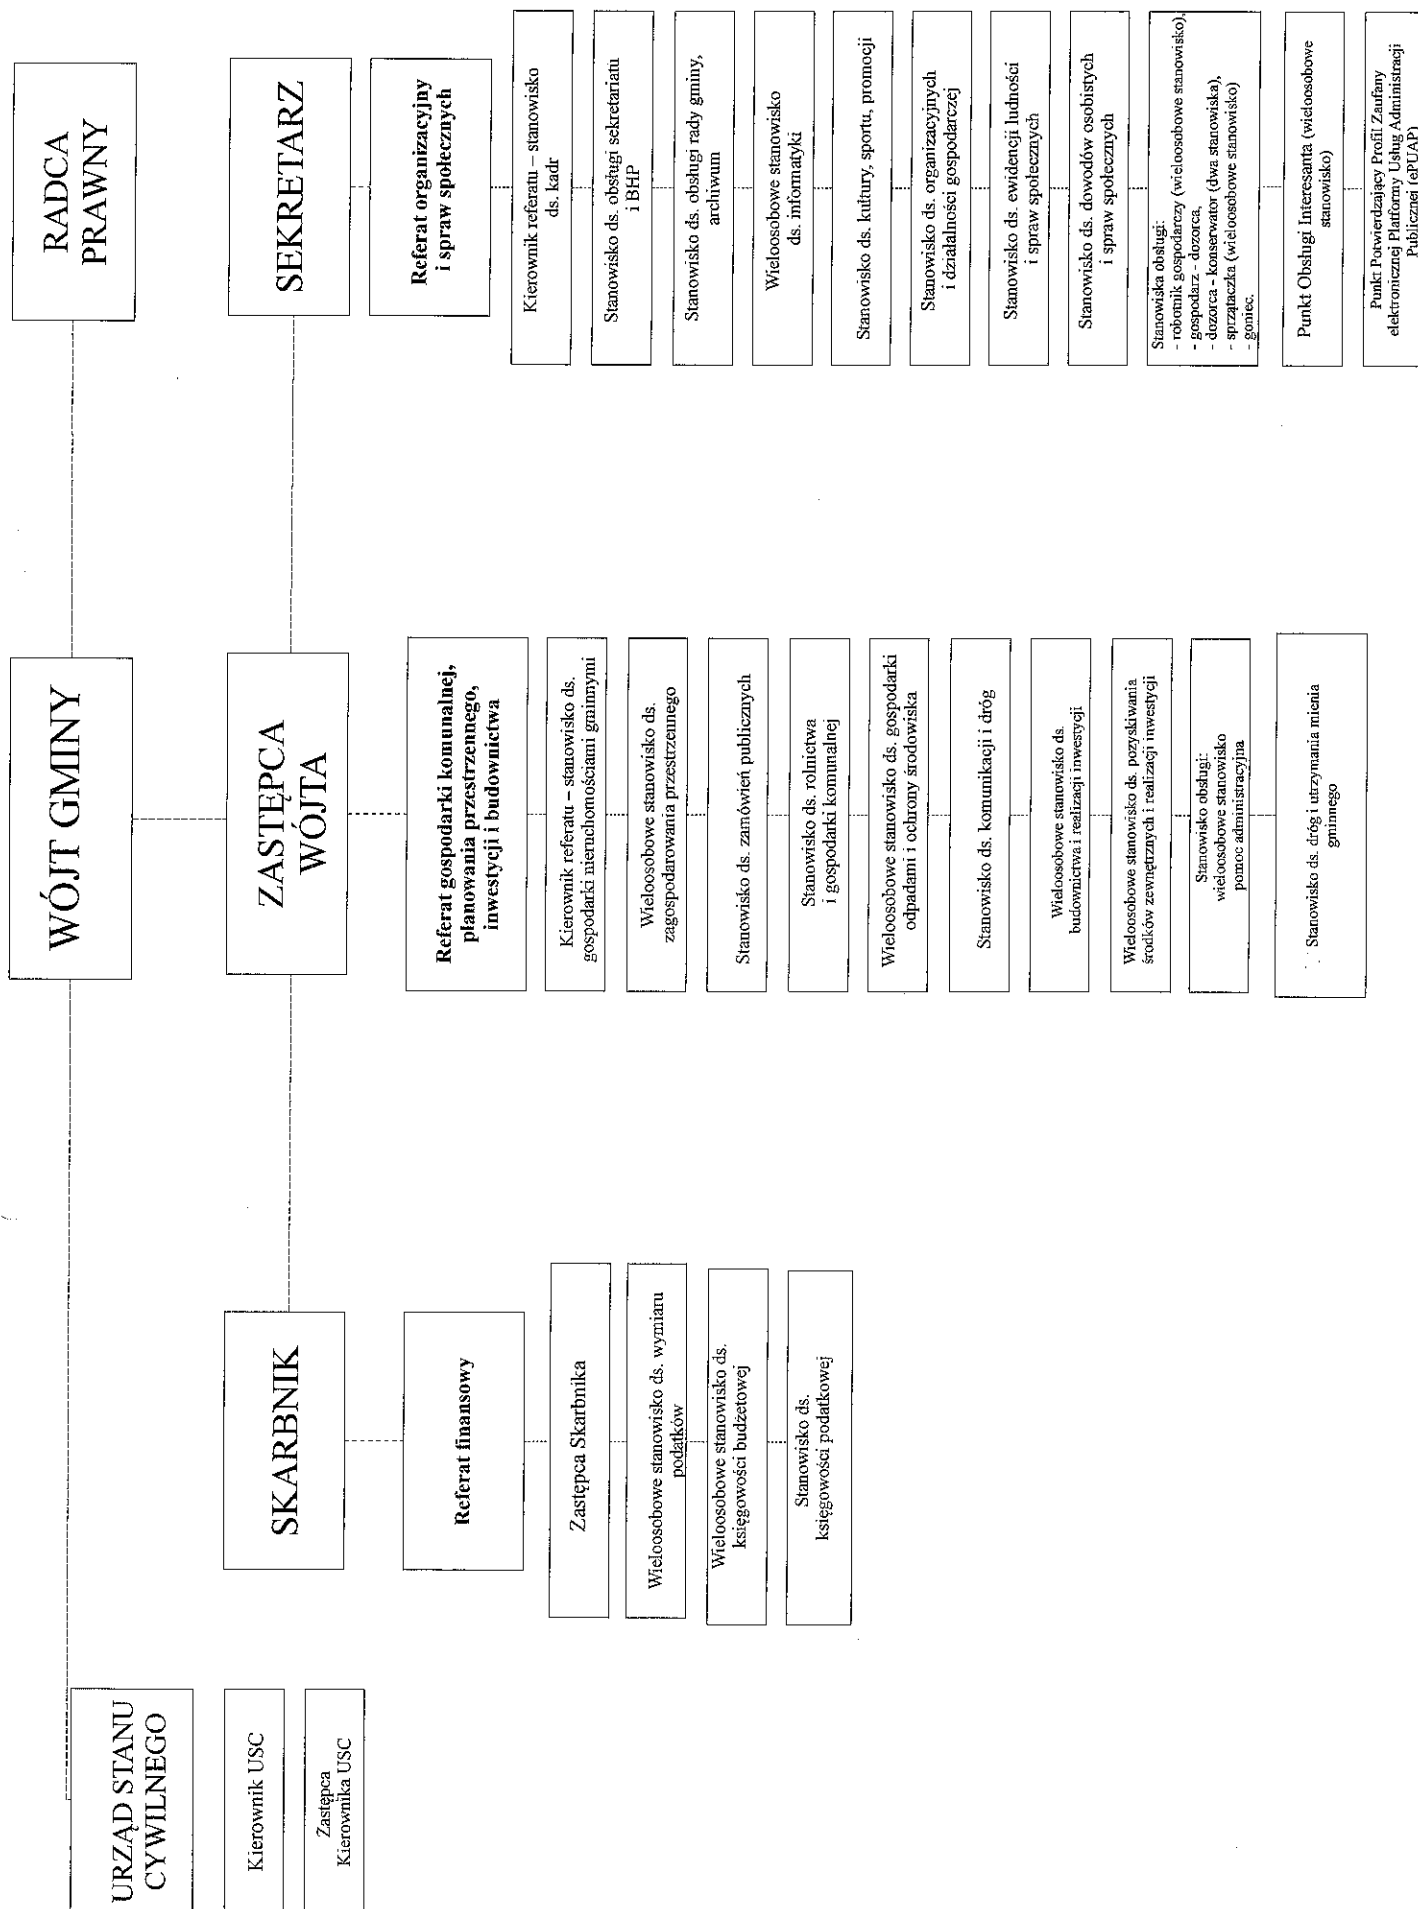 WÓJT GMINY
RADCA
PRAWNY
URZĄD STANU
CYWILNEGO
Kierownik USC
Zastępca
Kierownika USC
SKARBNIK
Referat finansowy
Zastępca Skarbnika
Wieloosobowe stanowisko ds. wymiaru
podatków
Wieloosobowe stanowisko ds.
księgowości budżetowej
Stanowisko ds.
księgowości podatkowej
ZASTĘPCA
WÓJTA
Referat gospodarki komunalnej,
planowania przestrzennego,
inwestycji i budownictwa
Kierownik referatu – stanowisko ds.
gospodarki nieruchomościami gminnymi
Wieloosobowe stanowisko ds.
zagospodarowania przestrzennego
Stanowisko ds. zamówień publicznych
Stanowisko ds. rolnictwa
i gospodarki komunalnej
Wieloosobowe stanowisko ds. gospodarki
odpadami i ochrony środowiska
Stanowisko ds. komunikacji i dróg
Wieloosobowe stanowisko ds.
budownictwa i realizacji inwestycji
Wieloosobowe stanowisko ds. pozyskiwania
środków zewnętrznych i realizacji inwestycji
Stanowisko obsługi:
wieloosobowe stanowisko
pomoc administracyjna
Stanowisko ds. dróg i utrzymania mienia
gminnego
SEKRETARZ
Referat organizacyjny
i spraw społecznych
Kierownik referatu – stanowisko
ds. kadr
Stanowisko ds. obsługi sekretariatu
i BHP
Stanowisko ds. obsługi rady gminy,
archiwum
Wieloosobowe stanowisko
ds. informatyki
Stanowisko ds. kultury, sportu, promocji
Stanowisko ds. organizacyjnych
i działalności gospodarczej
Stanowisko ds. ewidencji ludności
i spraw społecznych
Stanowisko ds. dowodów osobistych
i spraw społecznych
Stanowiska obsługi:
- robotnik gospodarczy (wieloosobowe stanowisko),
- gospodarz - dozorca,
- dozorca - konserwator (dwa stanowiska),
- sprzątaczka (wieloosobowe stanowisko)
- goniec.
Punkt Obsługi Interesanta (wieloosobowe
stanowisko)
Punkt Potwierdzający Profil Zaufany
elektronicznej Platformy Usług Administracji
Publicznej (ePUAP)